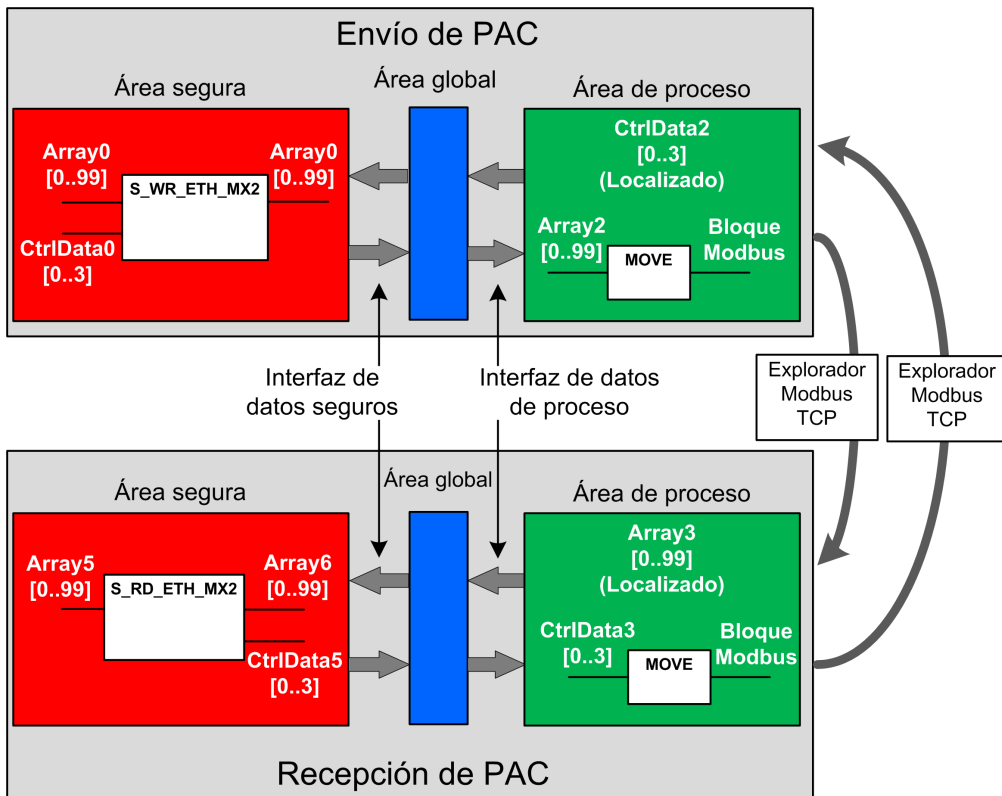 Envío de PAC
Área segura
Área global
Área de proceso
Array0
[0..99]
Array0
[0..99]
S_WR_ETH_MX2
CtrlData0
[0..3]
CtrlData2
[0..3]
(Localizado)
Array2
[0..99]
MOVE
Bloque
Modbus
Interfaz de
datos seguros
Interfaz de datos
de proceso
Explorador
Modbus
TCP
Explorador
Modbus
TCP
Área segura
Área global
Área de proceso
Array5
[0..99]
S_RD_ETH_MX2
Array6
[0..99]
CtrlData5
[0..3]
Array3
[0..99]
(Localizado)
CtrlData3
[0..3]
MOVE
Bloque
Modbus
Recepción de PAC